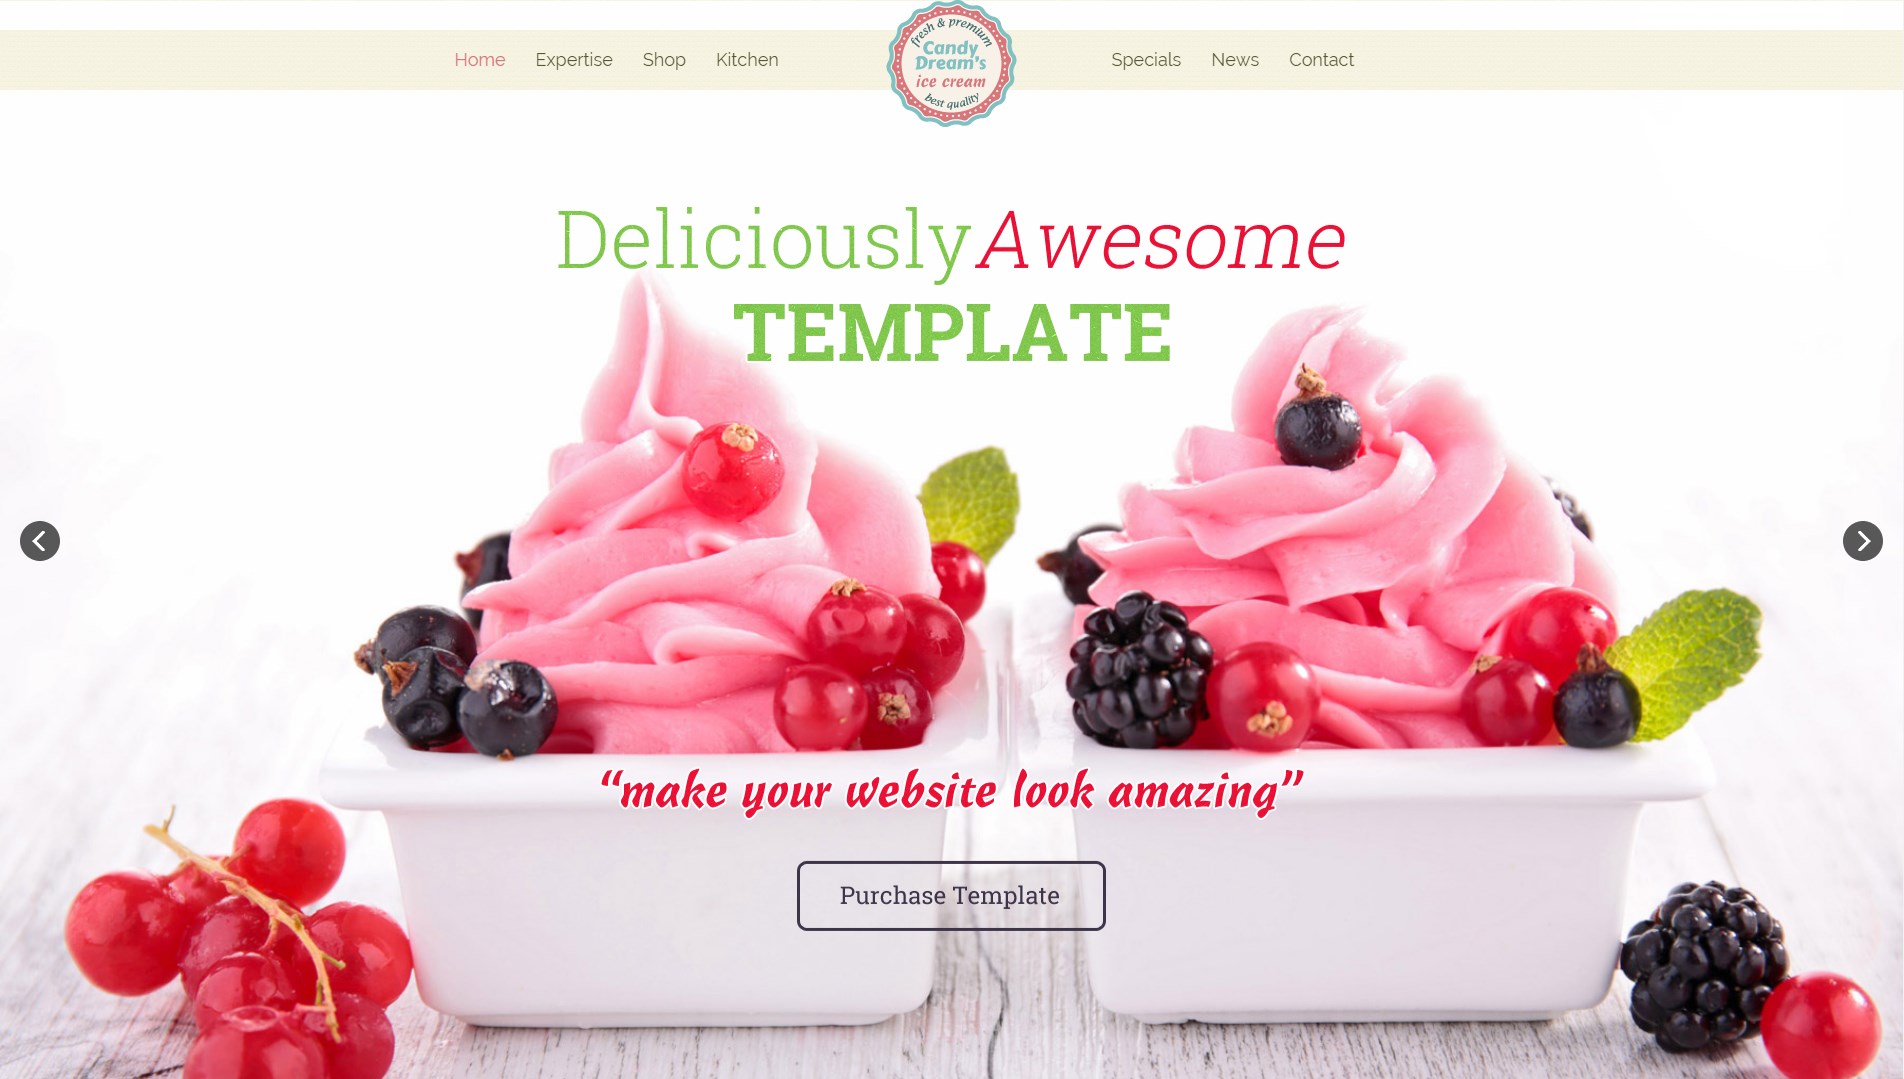 Home Expertise Shop Kitchen
fresh & premium
Candy
Dream's
ice cream
best quality
Specials News Contact
Deliciously Awesome
TEMPLATE
“make your website look amazing”
Purchase Template